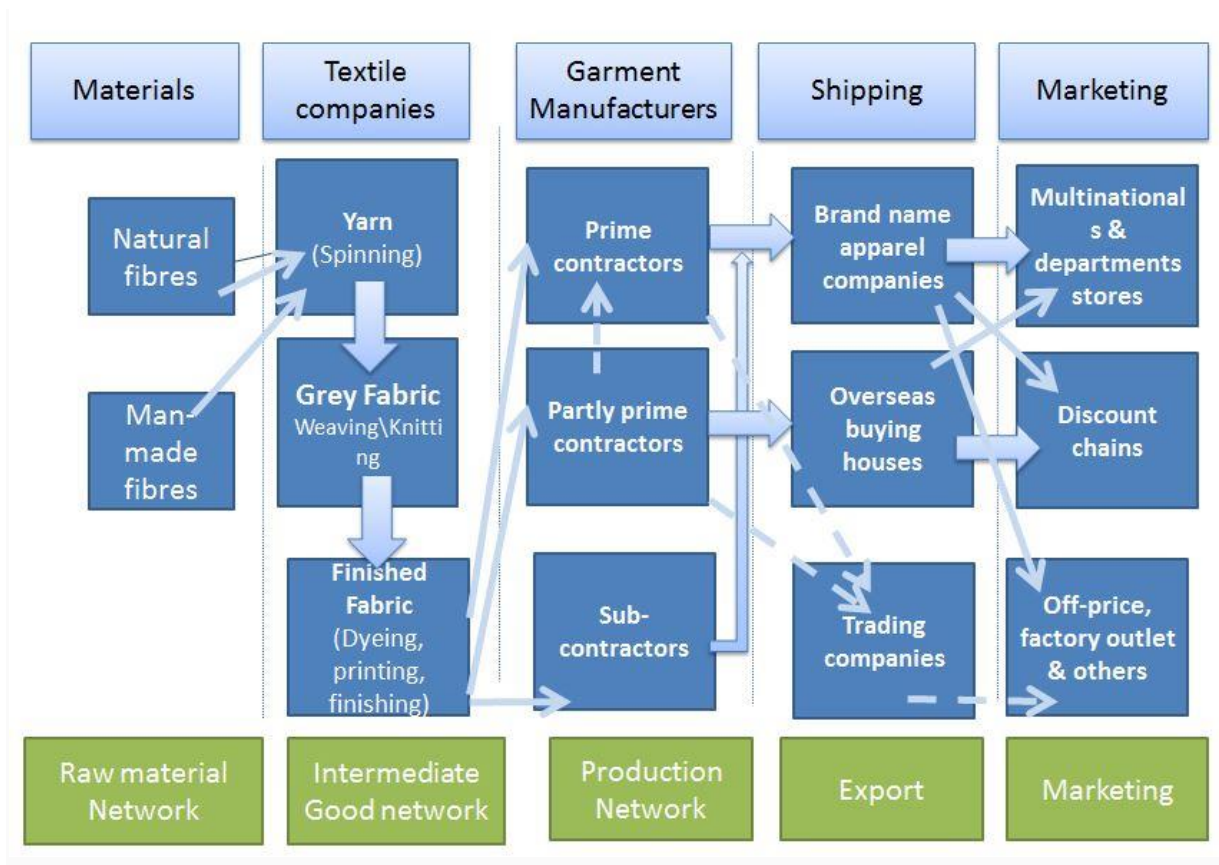 Materials
Textile
companies
Garment
Manufacturers
Shipping
Marketing
Natural
fibres
Man-
made
fibres
Yarn
(Spinning)
Grey Fabric
Weaving\Knitti
ng
Finished
Fabric
(Dyeing,
printing,
finishing)
Prime
contractors
Partly prime
contractors
Sub-
contractors
Brand name
apparel
companies
Overseas
buying
houses
Trading
companies
Multinational
s &
departments
stores
Discount
chains
Off-price,
factory outlet
& others
Raw material
Network
Intermediate
Good network
Production
Network
Export
Marketing